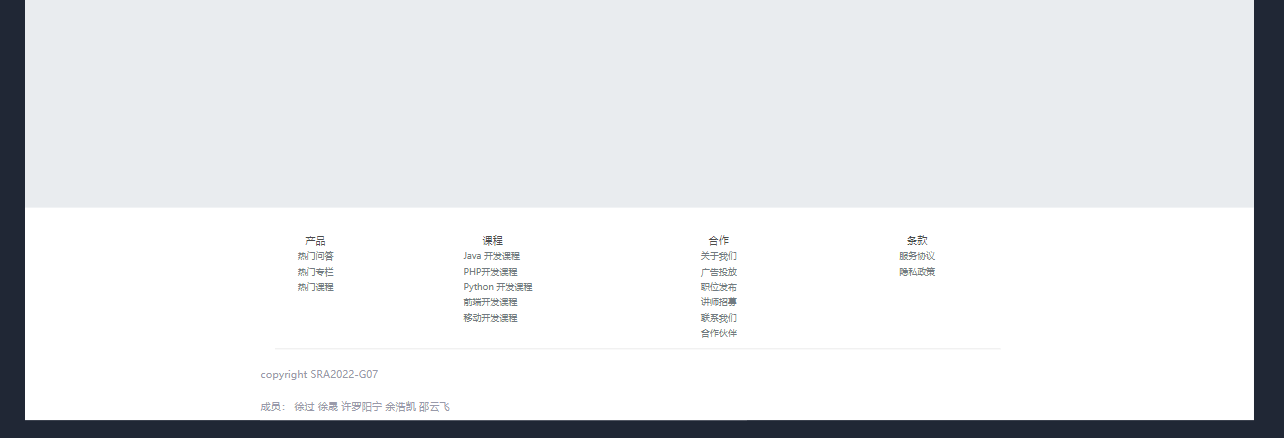 产品
热门问答
热门专栏
热门课程
课程
Java 开发课程
PHP开发课程
Python 开发课程
前端开发课程
移动开发课程
合作
关于我们
广告投放
职位发布
讲师招募
联系我们
合作伙伴
条款
服务协议
隐私政策
copyright SRA2022-G07
成员： 徐过 徐晟 许罗阳宁 余浩凯 邵云飞